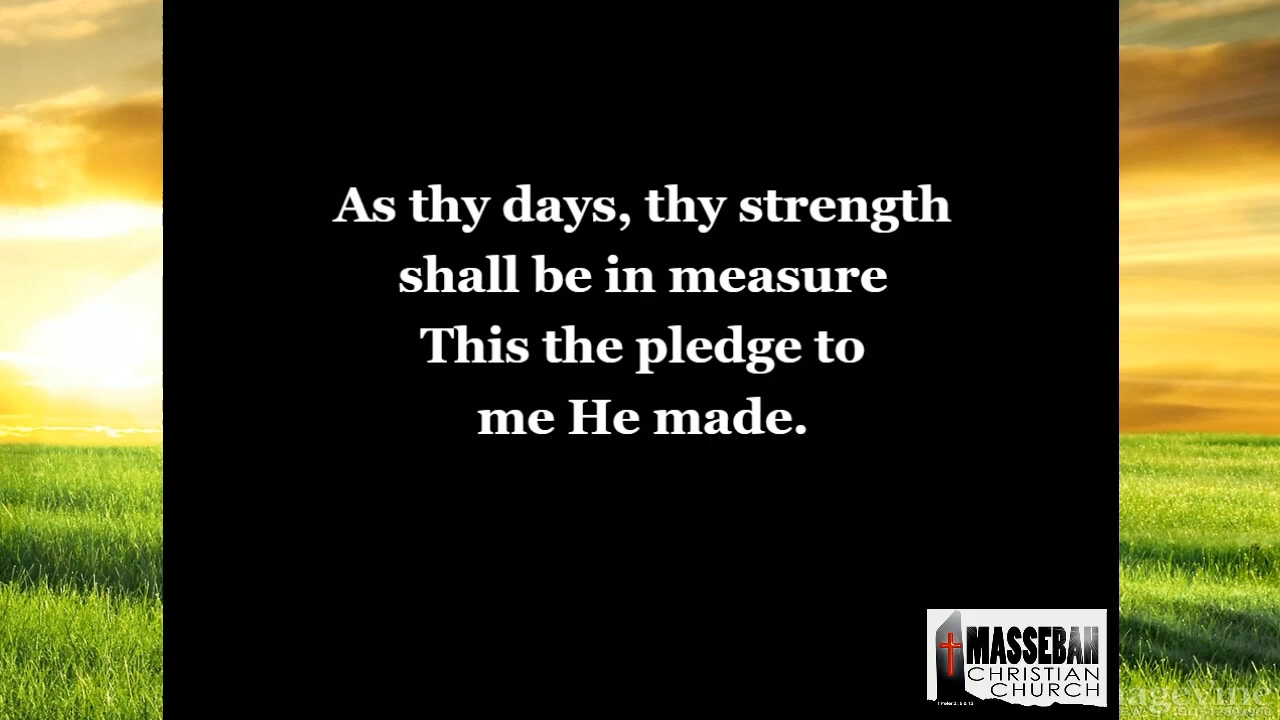 As thy days, thy strength
shall be in measure
This the pledge to
me He made.
MASSEBAH
CHRISTIAN
CHURCH